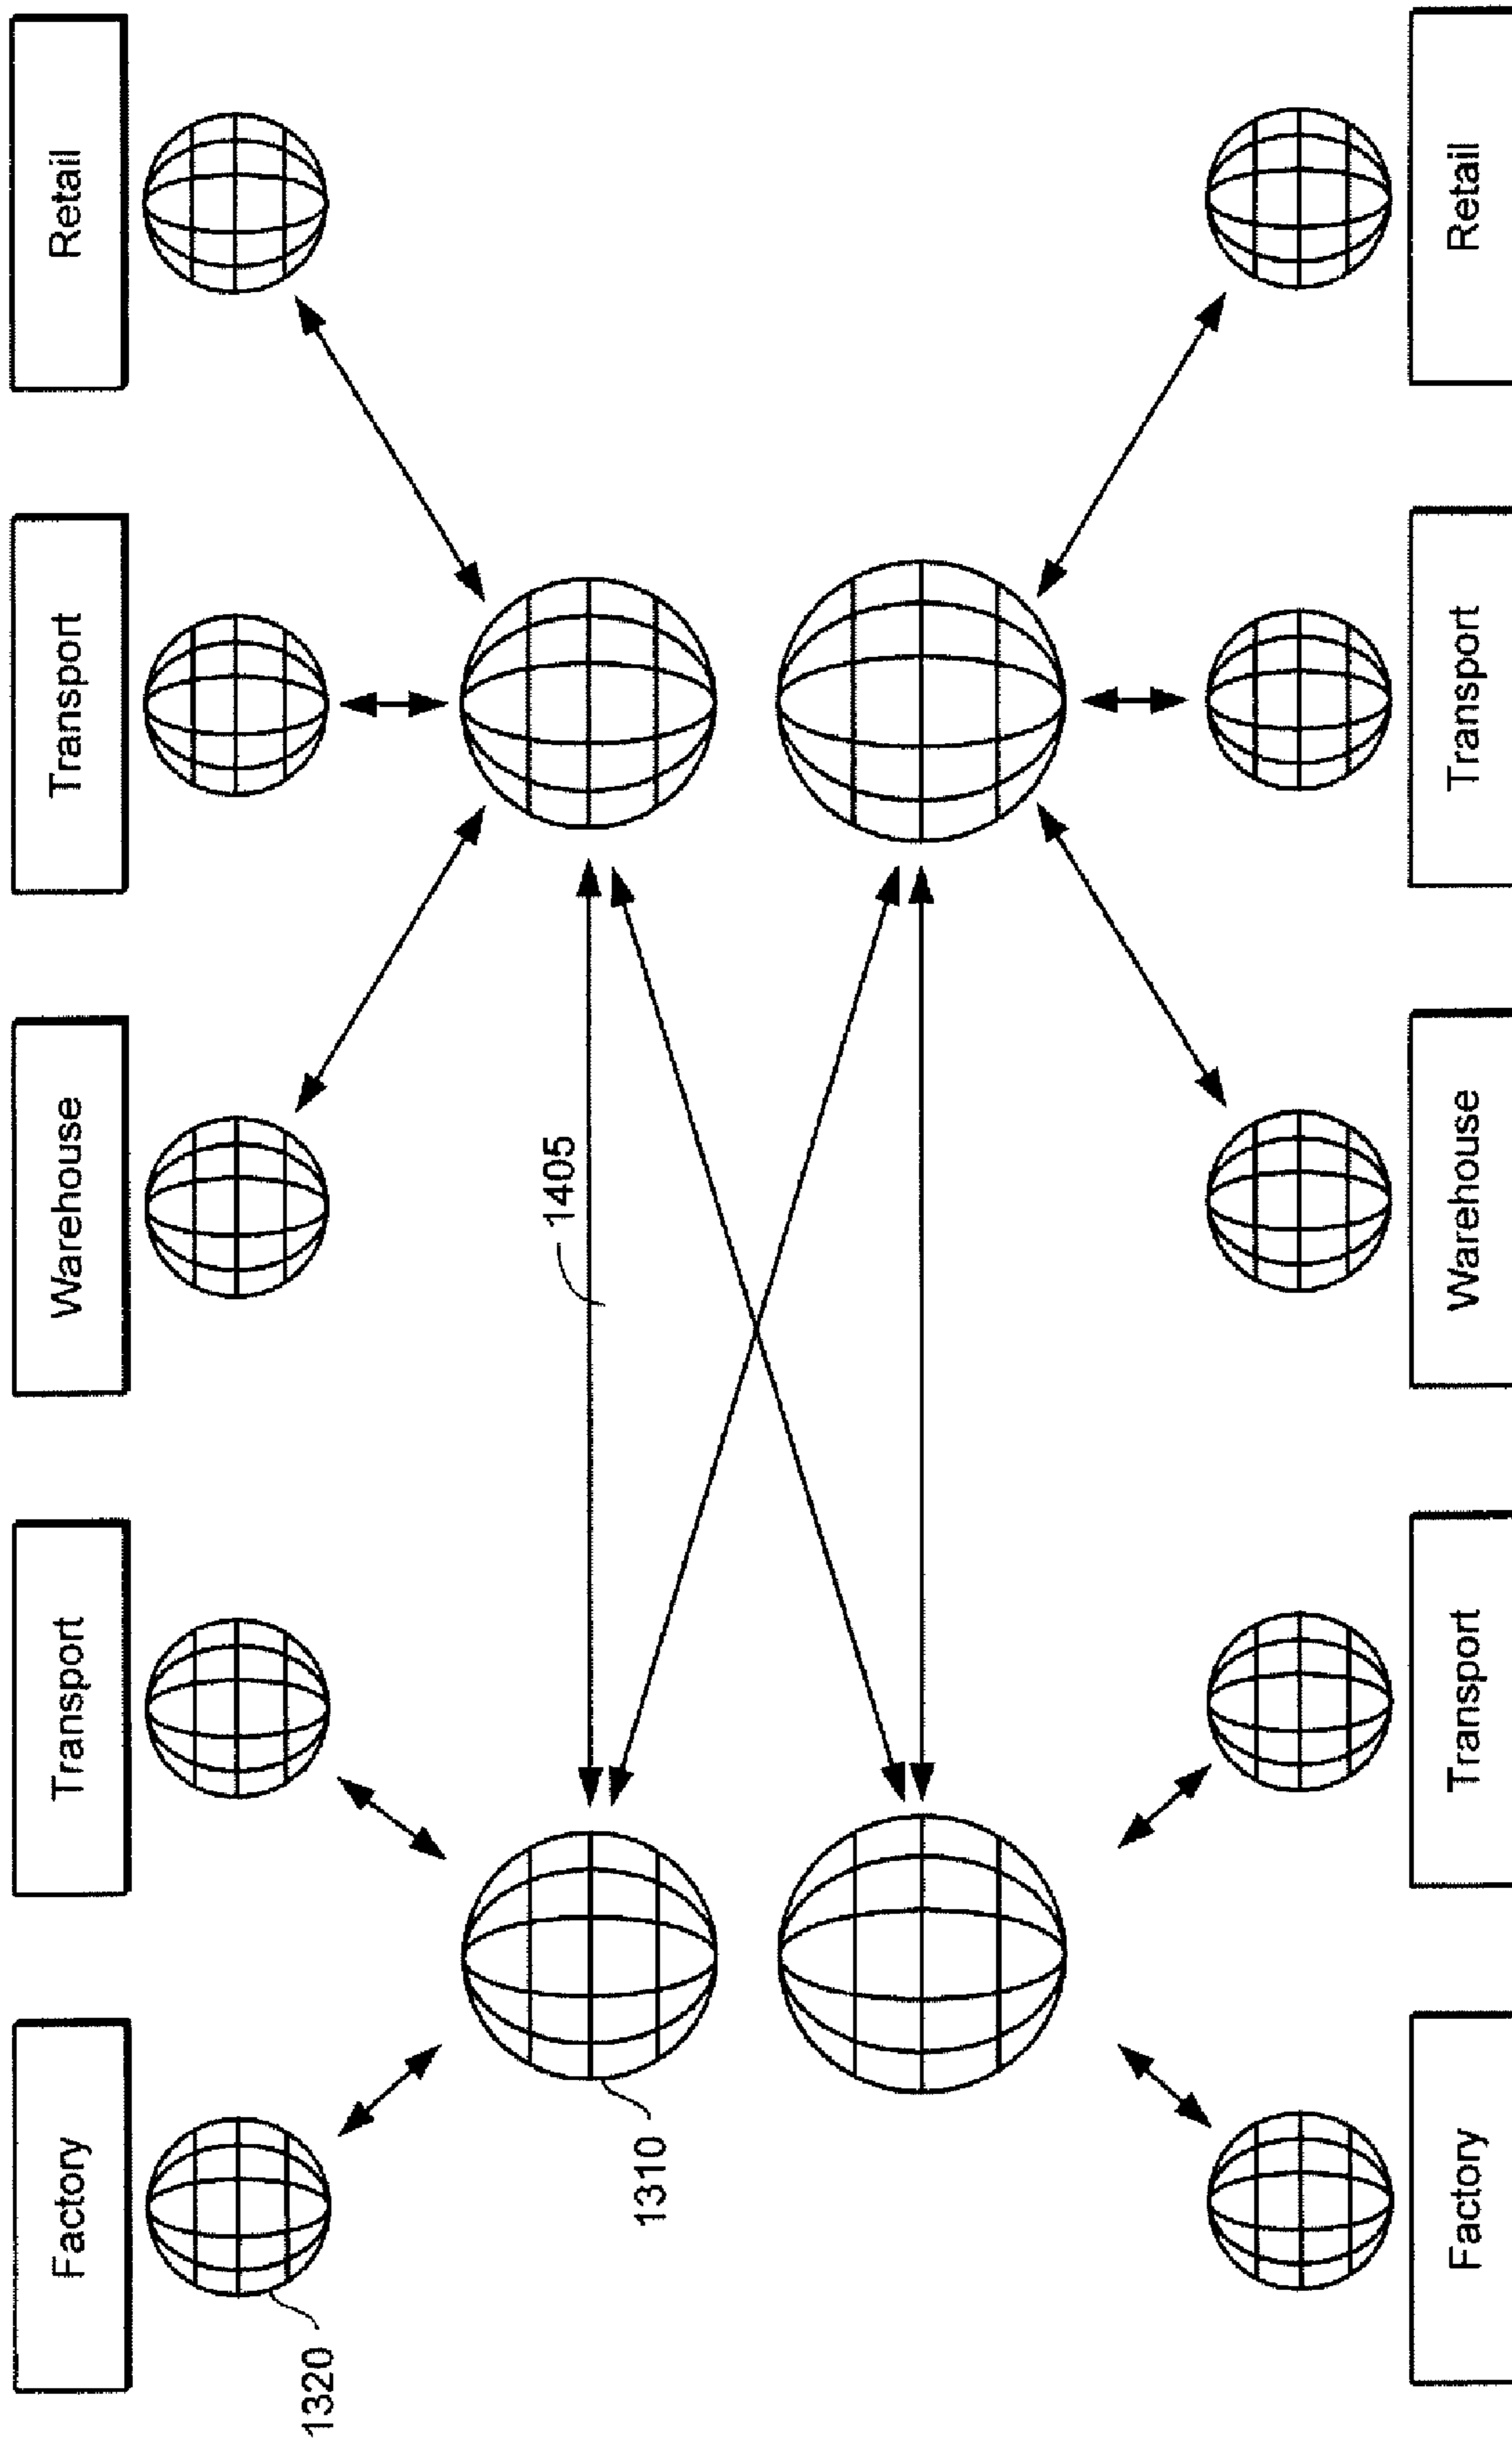 Factory
Transport
Warehouse
Transport
Retail
1320
1405
1310
Factory
Transport
Warehouse
Transport
Retail